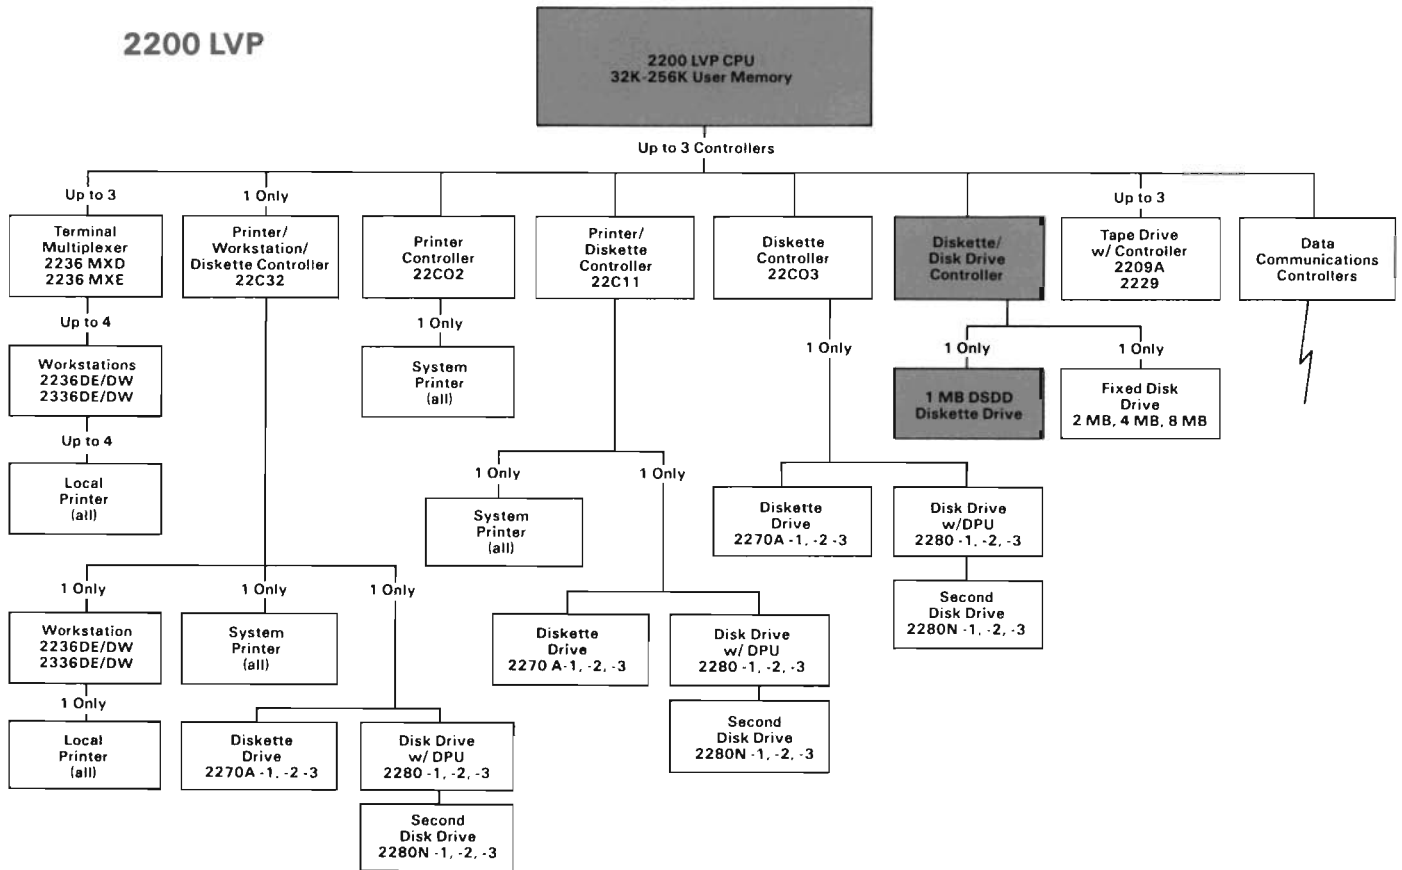 2200 LVP
2200 LVP CPU
32K-256K User Memory
Up to 3 Controllers
Up to 3
Terminal
Multiplexer
2236 MXD
2236 MXE
Up to 4
Workstations
2236DE/DW
2336DE/DW
Up to 4
Local
Printer
(all)
1 Only
Printer/
Workstation/
Diskette Controller
22C32
1 Only
Workstation
2236DE/DW
2336DE/DW
1 Only
Local
Printer
(all)
1 Only
System
Printer
(all)
1 Only
Diskette
Drive
2270A -1, -2 -3
Disk Drive
w/ DPU
2280 -1, -2, -3
Second
Disk Drive
2280N -1, -2, -3
Printer
Controller
22CO2
1 Only
System
Printer
(all)
Printer/
Diskette
Controller
22C11
1 Only
System
Printer
(all)
1 Only
Diskette
Drive
2270 A-1, -2, -3
Disk Drive
w/ DPU
2280 -1, -2, -3
Second
Disk Drive
2280N -1, -2, -3
Diskette
Controller
22CO3
1 Only
Diskette
Drive
2270A -1, -2 -3
Disk Drive
w/DPU
2280 -1, -2, -3
Second
Disk Drive
2280N -1, -2, -3
Diskette/
Disk Drive
Controller
1 Only
1 MB DSDD
Diskette Drive
1 Only
Fixed Disk
Drive
2 MB, 4 MB, 8 MB
Up to 3
Tape Drive
w/ Controller
2209A
2229
Data
Communications
Controllers